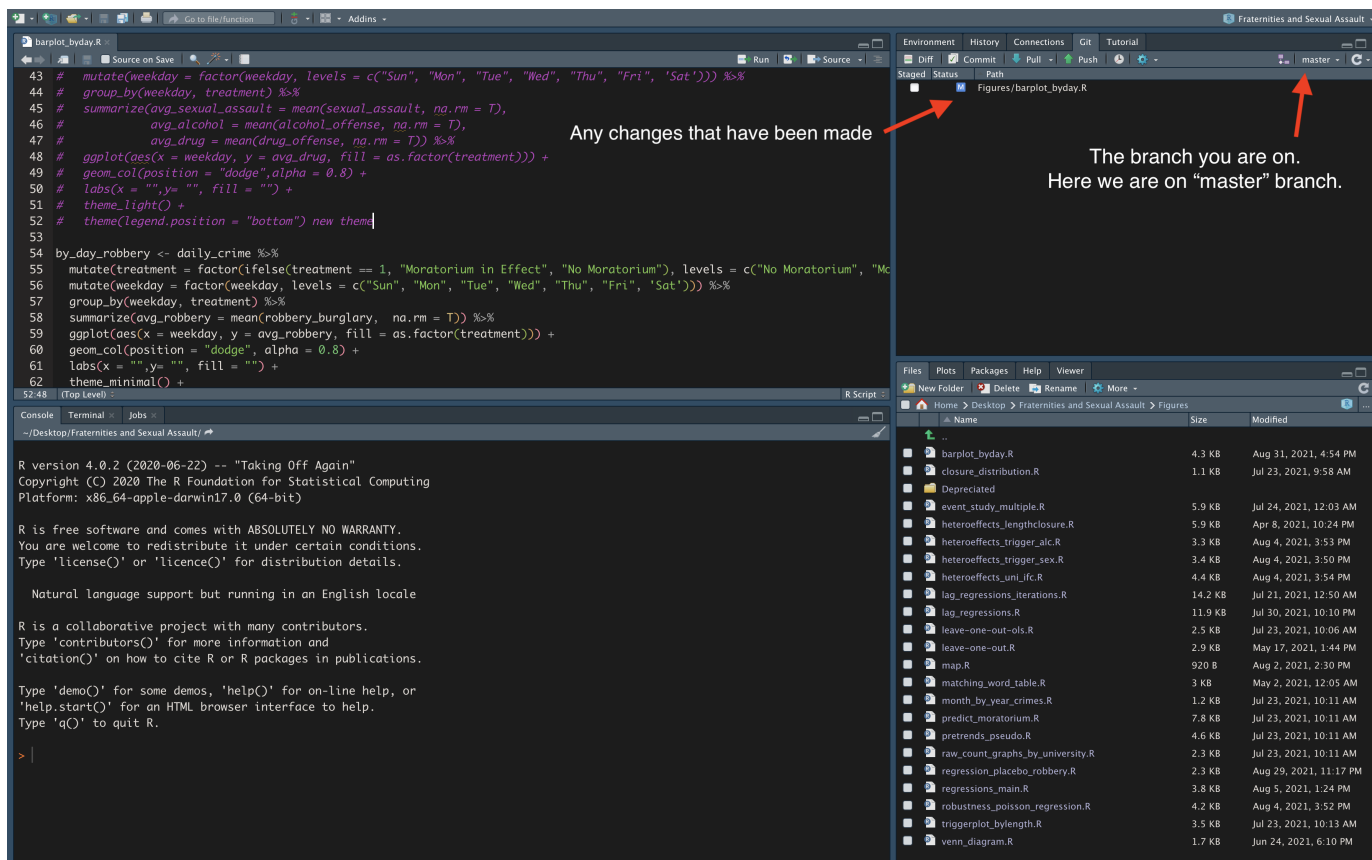 Go to file/function
Addins
Fraternities and Sexual Assault
barplot_byday.R
Source on Save
Run
Source
43 #   mutate(weekday = factor(weekday, levels = c("Sun", "Mon", "Tue", "Wed", "Thu", "Fri", 'Sat'))) %>%
44 #   group_by(weekday, treatment) %>%
45 #   summarize(avg_sexual_assault = mean(sexual_assault, na.rm = T),
46 #             avg_alcohol = mean(alcohol_offense, na.rm = T),
47 #             avg_drug = mean(drug_offense, na.rm = T)) %>%
48 #   ggplot(aes(x = weekday, y = avg_drug, fill = as.factor(treatment))) +
49 #   geom_col(position = "dodge",alpha = 0.8) +
50 #   labs(x = "",y= "", fill = "") +
51 #   theme_light() +
52 #   theme(legend.position = "bottom") new theme
53
54 by_day_robbery <- daily_crime %>%
55   mutate(treatment = factor(ifelse(treatment == 1, "Moratorium in Effect", "No Moratorium"), levels = c("No Moratorium", "Mc
56   mutate(weekday = factor(weekday, levels = c("Sun", "Mon", "Tue", "Wed", "Thu", "Fri", 'Sat'))) %>%
57   group_by(weekday, treatment) %>%
58   summarize(avg_robbery = mean(robbery_burglary,  na.rm = T)) %>%
59   ggplot(aes(x = weekday, y = avg_robbery, fill = as.factor(treatment))) +
60   geom_col(position = "dodge", alpha = 0.8) +
61   labs(x = "",y= "", fill = "") +
62   theme_minimal() +
52:48 (Top Level)
R Script
Console Terminal Jobs
~/Desktop/Fraternities and Sexual Assault/
R version 4.0.2 (2020-06-22) -- "Taking Off Again"
Copyright (C) 2020 The R Foundation for Statistical Computing
Platform: x86_64-apple-darwin17.0 (64-bit)
R is free software and comes with ABSOLUTELY NO WARRANTY.
You are welcome to redistribute it under certain conditions.
Type 'license()' or 'licence()' for distribution details.
Natural language support but running in an English locale
R is a collaborative project with many contributors.
Type 'contributors()' for more information and
'citation()' on how to cite R or R packages in publications.
Type 'demo()' for some demos, 'help()' for on-line help, or
'help.start()' for an HTML browser interface to help.
Type 'q()' to quit R.
>
Environment History Connections Git Tutorial
Diff Commit Pull Push master
Staged Status Path
M Figures/barplot_byday.R
Any changes that have been made
The branch you are on.
Here we are on “master” branch.
Files Plots Packages Help Viewer
New Folder Delete Rename More
Home Desktop Fraternities and Sexual Assault Figures
Name Size Modified
..
barplot_byday.R 4.3 KB Aug 31, 2021, 4:54 PM
closure_distribution.R 1.1 KB Jul 23, 2021, 9:58 AM
Depreciated
event_study_multiple.R 5.9 KB Jul 24, 2021, 12:03 AM
heteroeffects_lengthclosure.R 5.9 KB Apr 8, 2021, 10:24 PM
heteroeffects_trigger_alc.R 3.3 KB Aug 4, 2021, 3:53 PM
heteroeffects_trigger_sex.R 3.4 KB Aug 4, 2021, 3:50 PM
heteroeffects_uni_ifc.R 4.4 KB Aug 4, 2021, 3:54 PM
lag_regressions_iterations.R 14.2 KB Jul 21, 2021, 12:50 AM
lag_regressions.R 11.9 KB Jul 30, 2021, 10:10 PM
leave-one-out-ols.R 2.5 KB Jul 23, 2021, 10:06 AM
leave-one-out.R 2.9 KB May 17, 2021, 1:44 PM
map.R 920 B Aug 2, 2021, 2:30 PM
matching_word_table.R 3 KB May 2, 2021, 12:05 AM
month_by_year_crimes.R 1.2 KB Jul 23, 2021, 10:11 AM
predict_moratorium.R 7.8 KB Jul 23, 2021, 10:11 AM
pretrends_pseudo.R 4.6 KB Jul 23, 2021, 10:11 AM
raw_count_graphs_by_university.R 2.3 KB Jul 23, 2021, 10:11 AM
regression_placebo_robbery.R 2.3 KB Aug 29, 2021, 11:17 PM
regressions_main.R 3.8 KB Aug 5, 2021, 1:24 PM
robustness_poisson_regression.R 4.2 KB Aug 4, 2021, 3:52 PM
triggerplot_bylength.R 3.5 KB Jul 23, 2021, 10:13 AM
venn_diagram.R 1.7 KB Jun 24, 2021, 6:10 PM